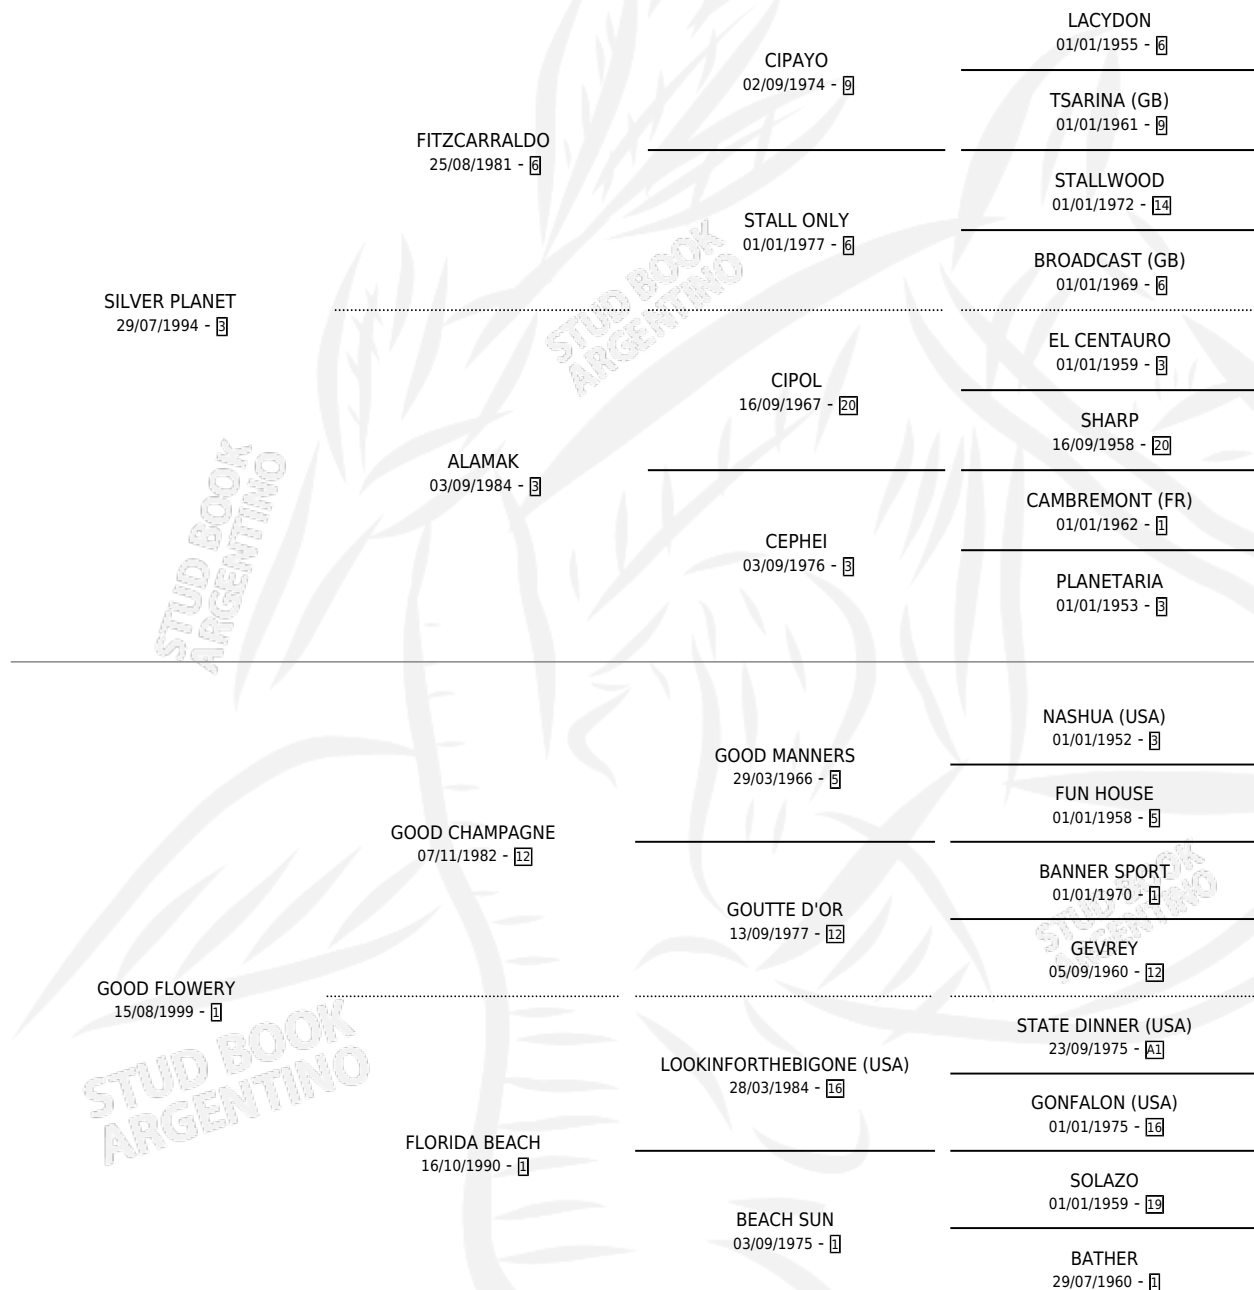 LACYDON
01/01/1955 - 6
CIPAYO
02/09/1974 - 9
TSARINA (GB)
01/01/1961 - 9
FITZCARRALDO
25/08/1981 - 6
STALLWOOD
01/01/1972 - 14
STALL ONLY
01/01/1977 - 6
BROADCAST (GB)
01/01/1969 - 6
SILVER PLANET
29/07/1994 - 3
EL CENTAURO
01/01/1959 - 3
CIPOL
16/09/1967 - 20
SHARP
16/09/1958 - 20
ALAMAK
03/09/1984 - 3
CAMBREMONT (FR)
01/01/1962 - 1
CEPHEI
03/09/1976 - 3
PLANETARIA
01/01/1953 - 3
NASHUA (USA)
01/01/1952 - 3
GOOD MANNERS
29/03/1966 - 5
FUN HOUSE
01/01/1958 - 5
GOOD CHAMPAGNE
07/11/1982 - 12
BANNER SPORT
01/01/1970 - 1
GOUTTE D'OR
13/09/1977 - 12
GEVREY
05/09/1960 - 12
GOOD FLOWERY
15/08/1999 - 1
STATE DINNER (USA)
23/09/1975 - A1
LOOKINFORTHEBIGONE (USA)
28/03/1984 - 16
GONFALON (USA)
01/01/1975 - 16
FLORIDA BEACH
16/10/1990 - 1
SOLAZO
01/01/1959 - 19
BEACH SUN
03/09/1975 - 1
BATHER
29/07/1960 - 1
STUD BOOK
ARGENTINO
STUD BOOK
ARGENTINO
STUD BOOK
ARGENTINO
STUD BOOK
ARGENTINO